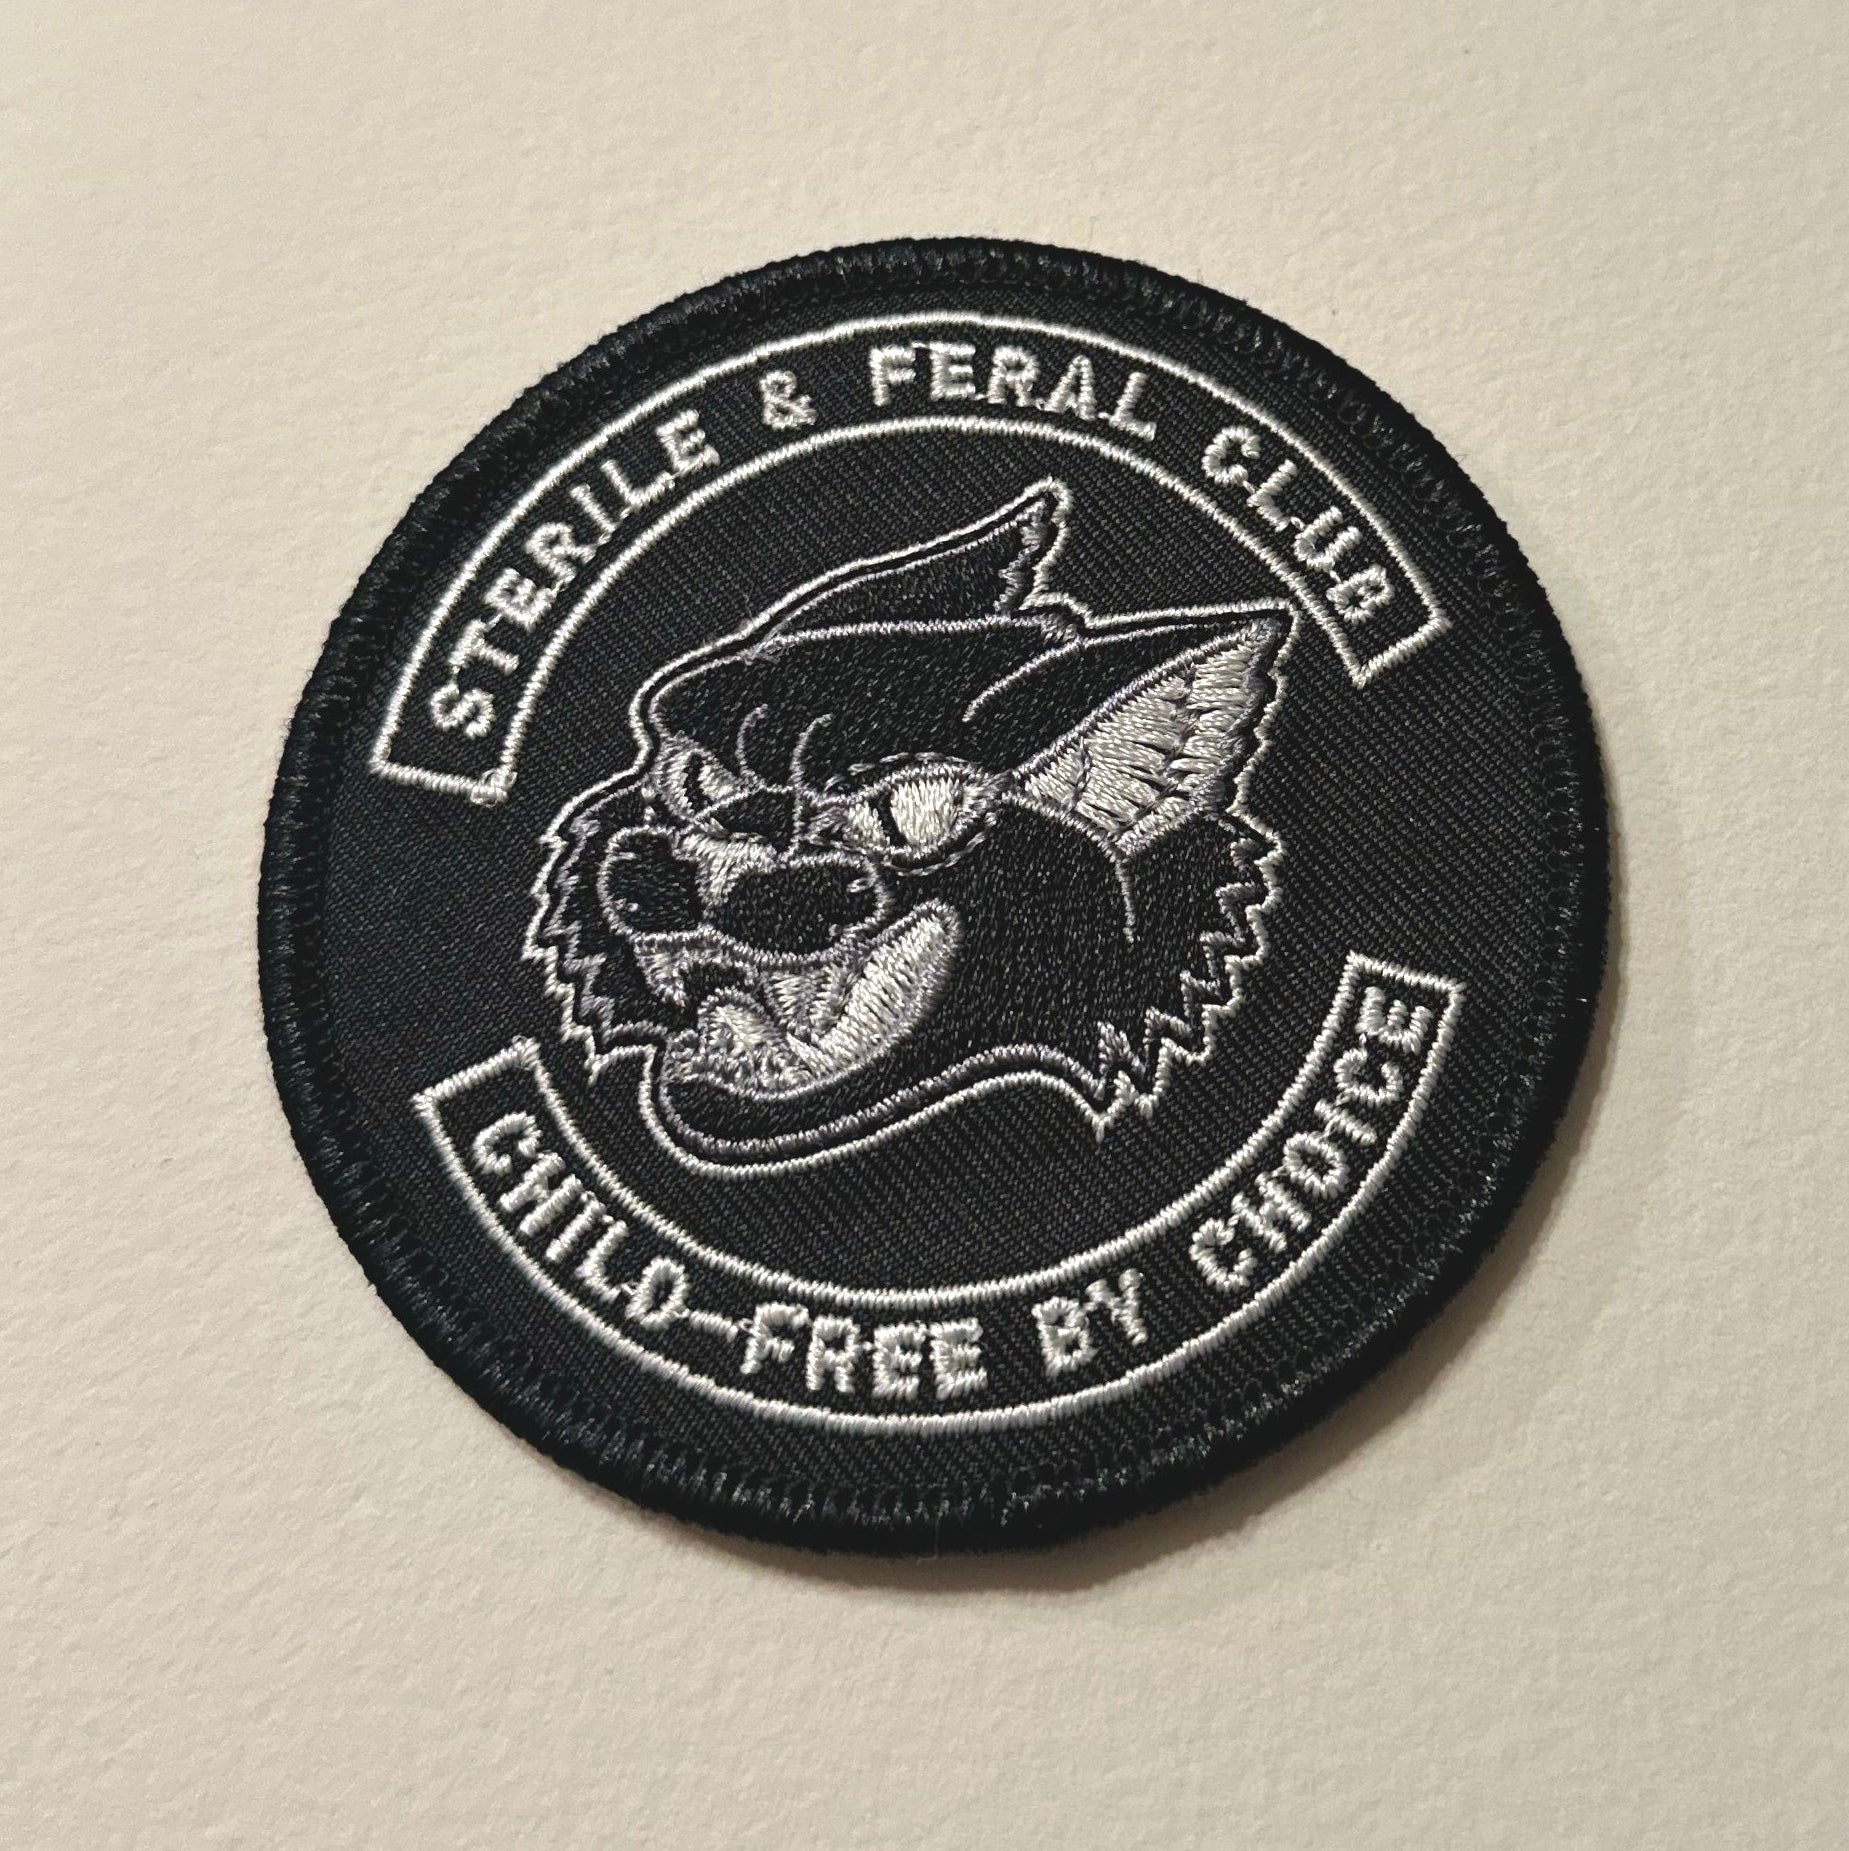 STERILE & FERAL CLUB
CHILD-FREE BY CHOICE